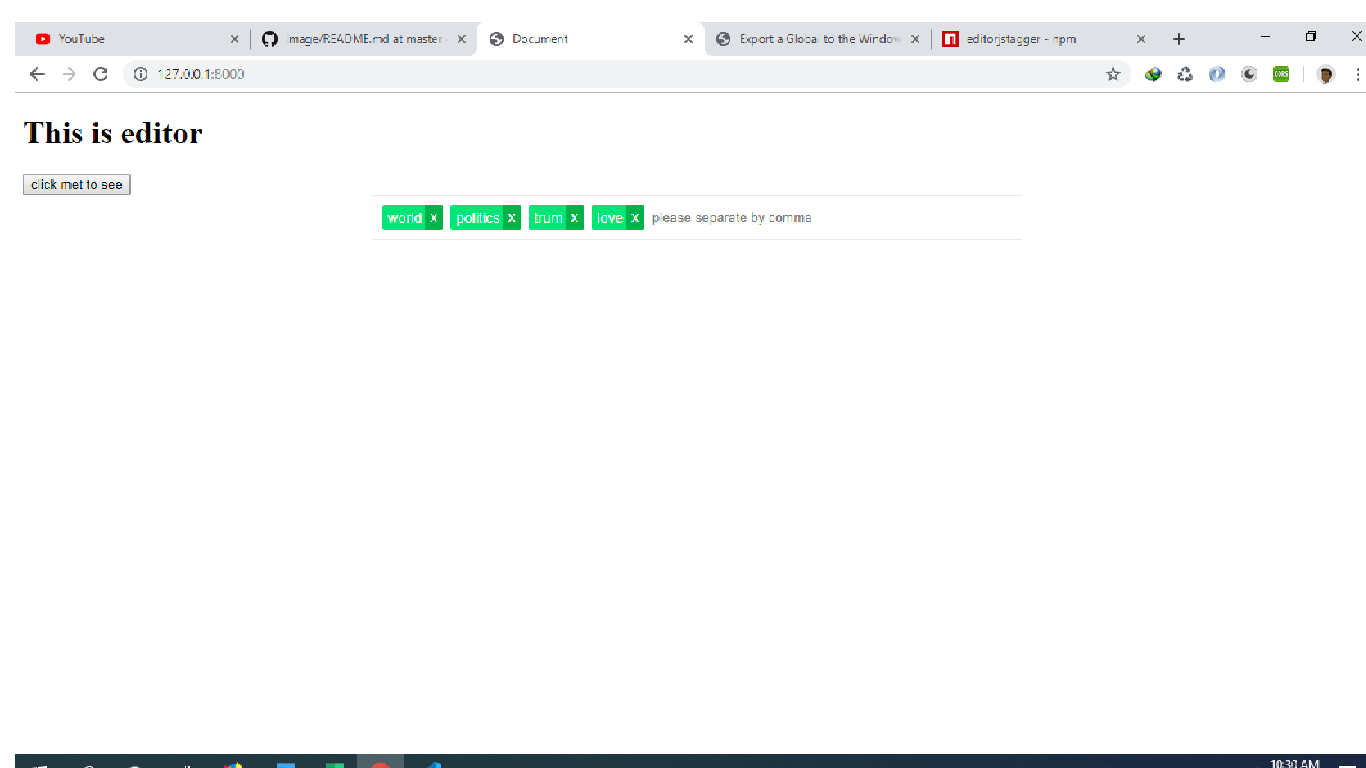 YouTube image/README.md at master · Document Export a Global to the Window editorjstagger - npm
127.0.0.1:8000 CORS
This is editor
click met to see
world x politics x trum x love x please separate by comma
10:30 AM